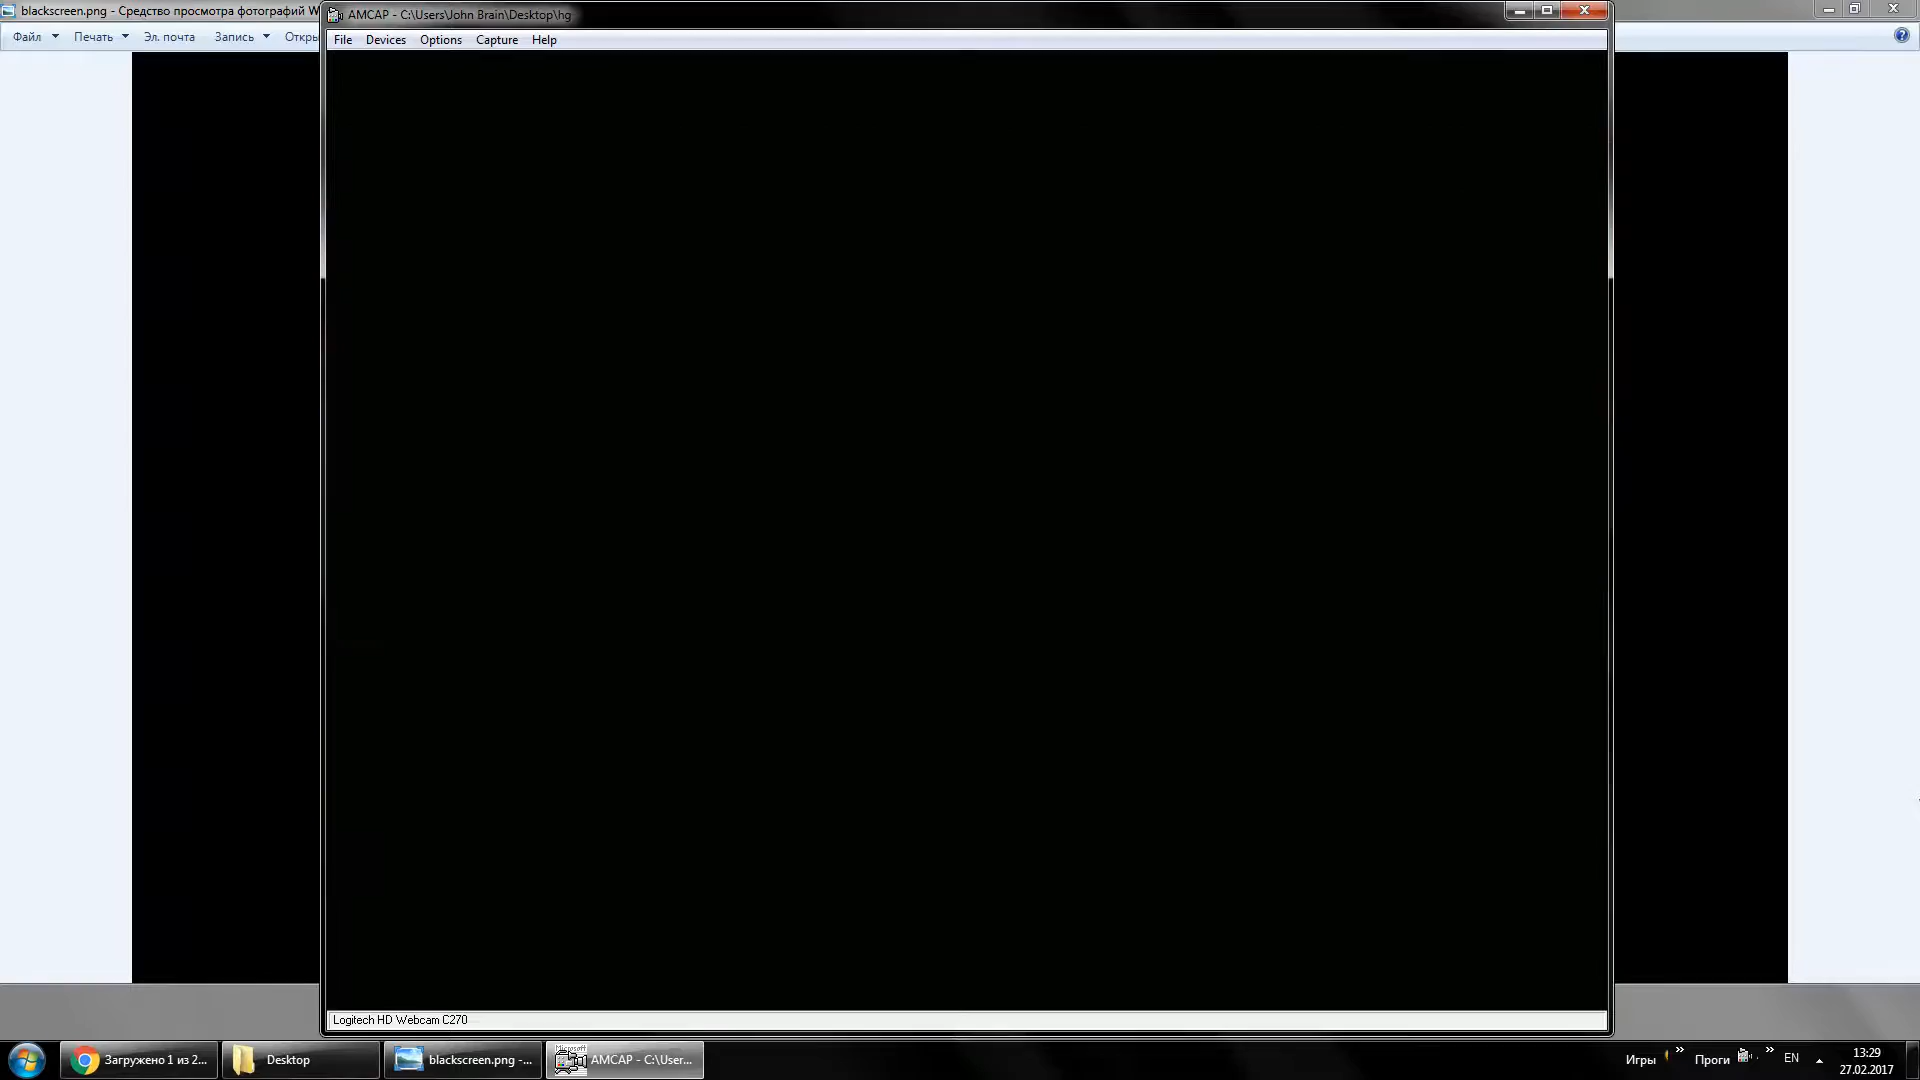 blackscreen.png - Средство просмотра фотографий W
AMCAP - C:\Users\John Brain\Desktop\hg
Файл Печать Эл. почта Запись Откры
File Devices Options Capture Help
Logitech HD Webcam C270
Загружено 1 из 2...
Desktop
blackscreen.png -...
AMCAP - C:\User...
Игры
Проги
EN
13:29
27.02.2017